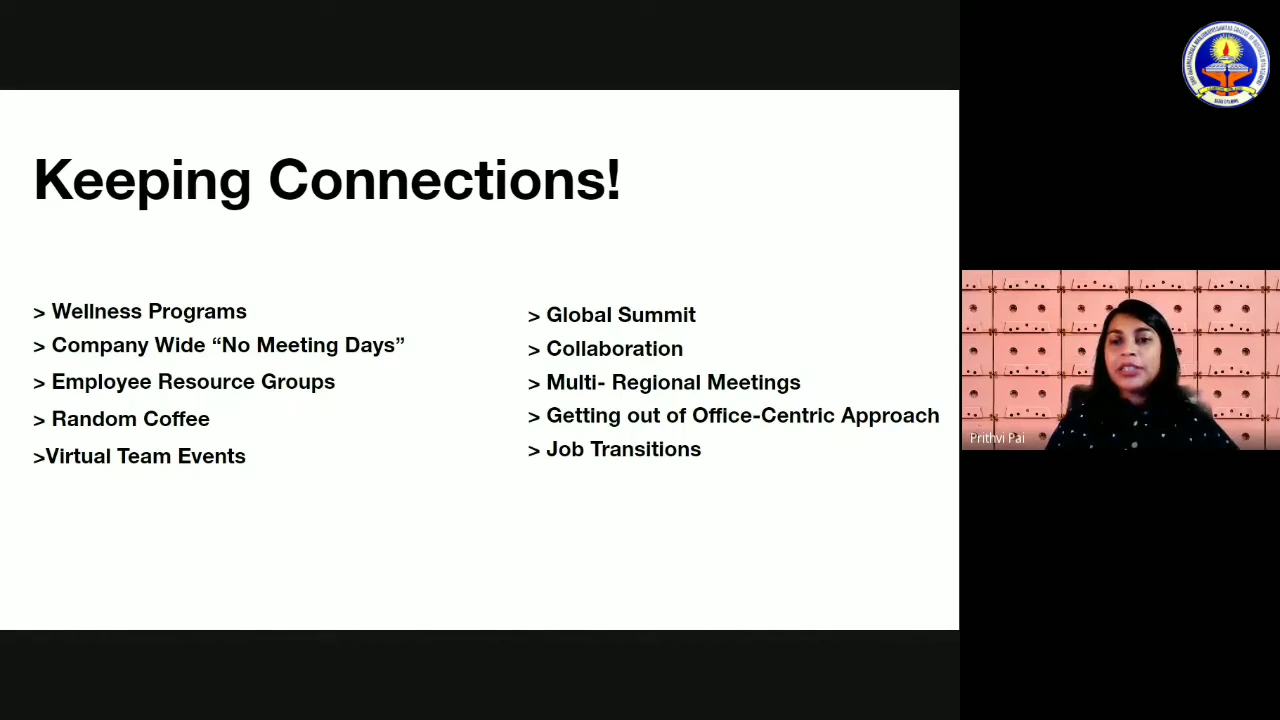 Keeping Connections!
> Wellness Programs
> Company Wide “No Meeting Days”
> Employee Resource Groups
> Random Coffee
>Virtual Team Events
> Global Summit
> Collaboration
> Multi- Regional Meetings
> Getting out of Office-Centric Approach
> Job Transitions
Prithvi Pai